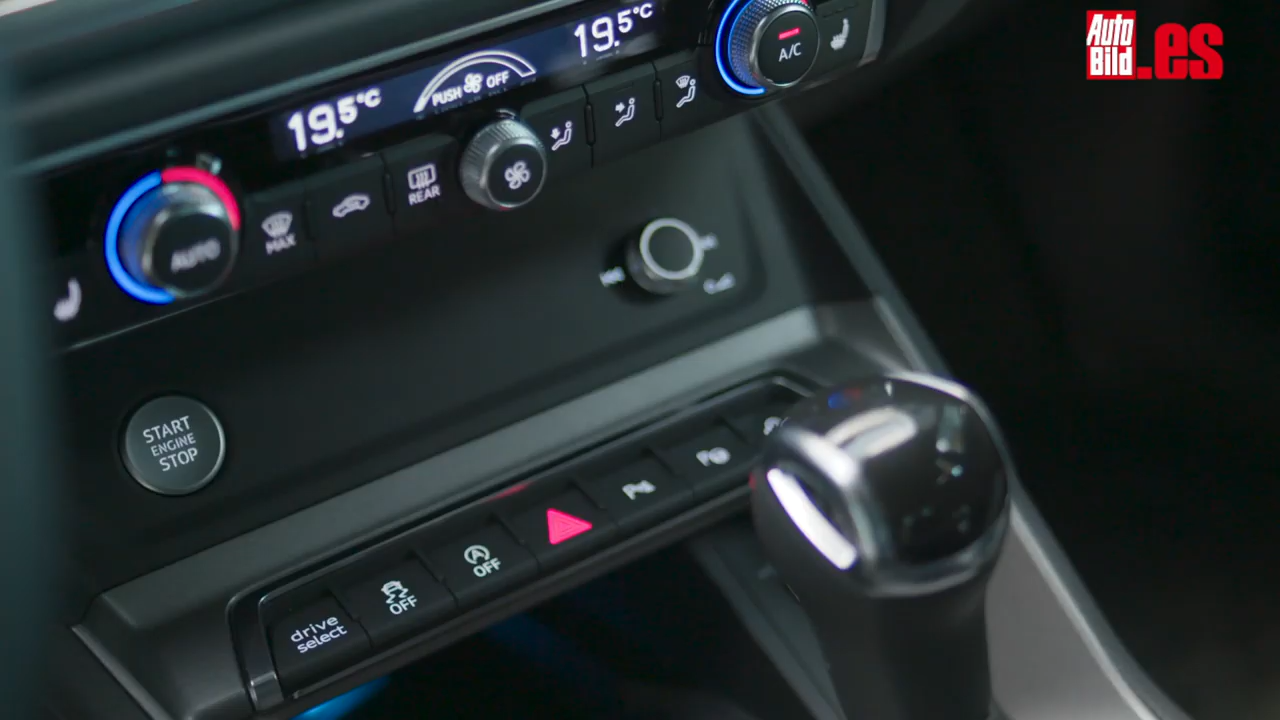 Auto
Bild
.es
19.5°C
PUSH OFF
19.5°C
A/C
REAR
MAX
AUTO
START
ENGINE
STOP
OFF
OFF
drive
select